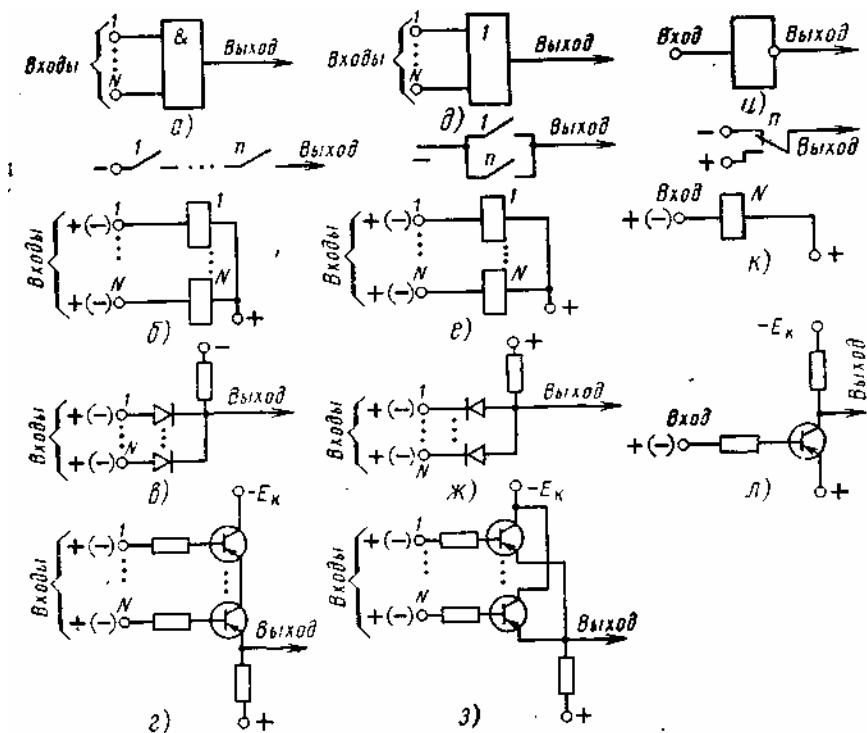 Входы { 1 N & Выход
а)
Входы { 1 N 1 Выход
д)
Вход Выход
и)
– 1 n Выход
– 1 n Выход
– + n Выход
Входы { +(–) 1 1
+(–) N N +
б)
Входы { +(–) 1 1
+(–) N N +
е)
+(–) Вход N +
к)
–
Входы { +(–) 1 Выход
+(–) N
в)
+
Входы { +(–) 1 Выход
+(–) N
ж)
–Eк
+(–) Вход Выход
+
л)
–Eк
Входы { +(–) 1
+(–) N Выход
+
г)
–Eк
Входы { +(–) 1
+(–) N Выход
+
з)